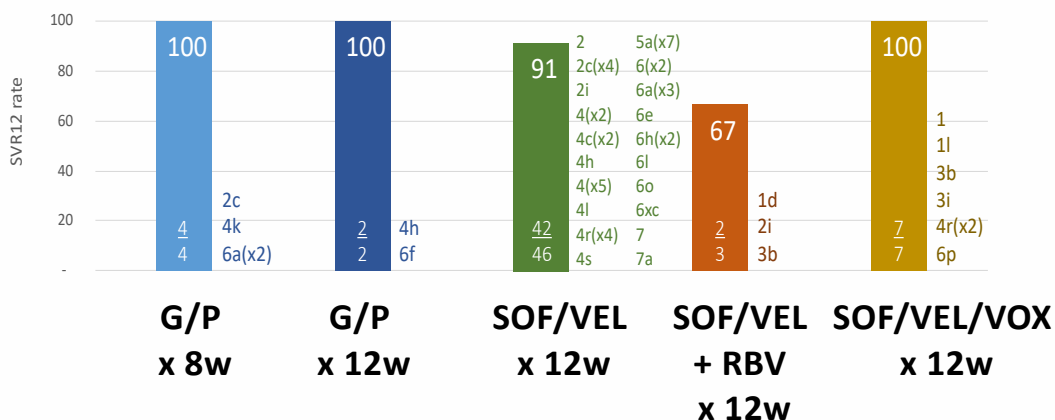 SVR12 rate
100
80
60
40
20
-
100
4
4
2c
4k
6a(x2)
100
2
2
4h
6f
91
42
46
2
2c(x4)
2i
4(x2)
4c(x2)
4h
4(x5)
4l
4r(x4)
4s
5a(x7)
6(x2)
6a(x3)
6e
6h(x2)
6l
6o
6xc
7
7a
67
2
3
1d
2i
3b
100
7
7
1
1l
3b
3i
4r(x2)
6p
G/P
x 8w
G/P
x 12w
SOF/VEL
x 12w
SOF/VEL
+ RBV
x 12w
SOF/VEL/VOX
x 12w